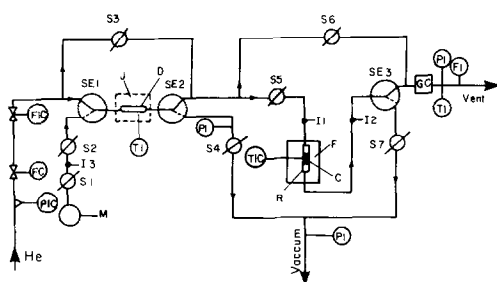 S3
S6
J
D
SE1
SE2
SE3
S5
GC
PI
FI
Vent
TI
FIC
TI
PI
I1
I2
S2
S4
S7
I3
TIC
F
FC
S1
C
R
PIC
M
He
Vaccum
PI